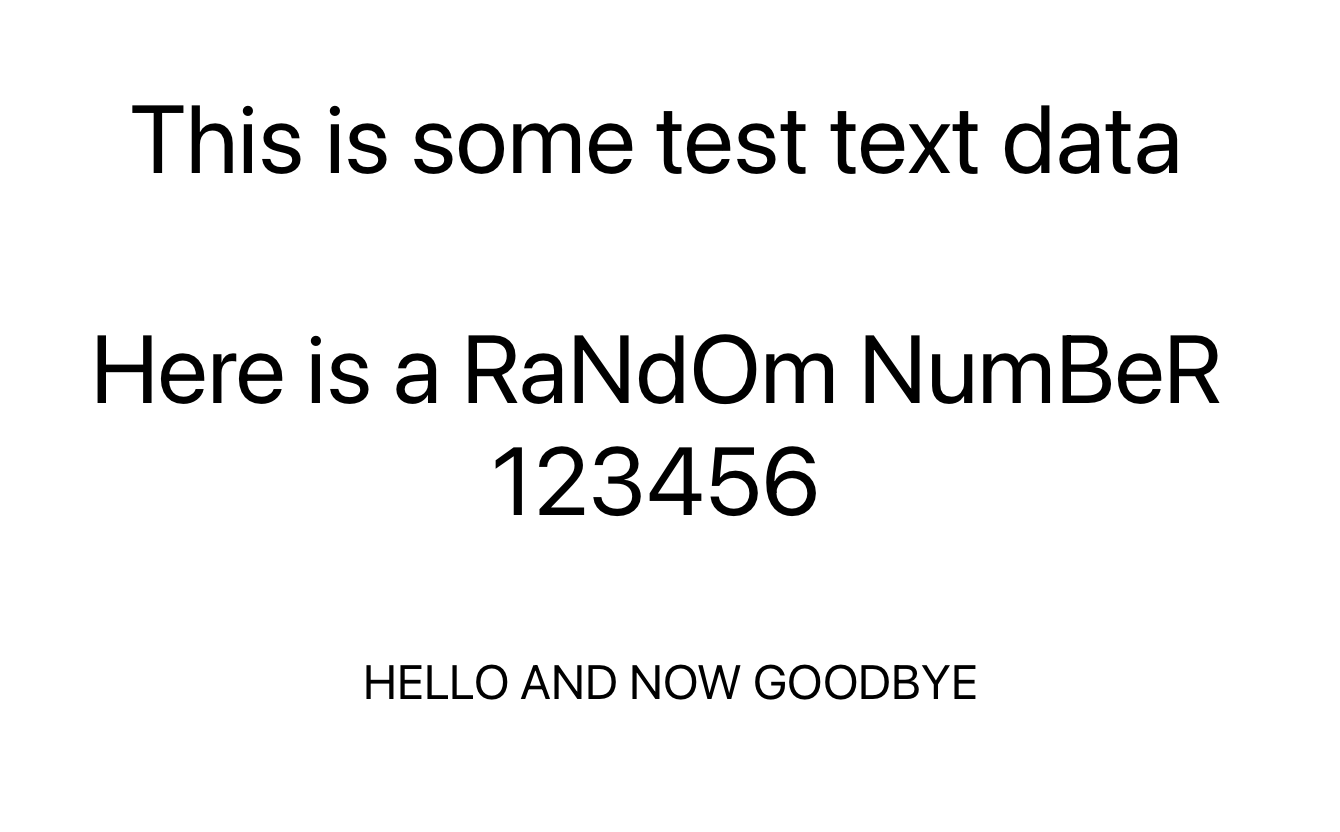 This is some test text data
Here is a RaNdOm NumBeR
123456
HELLO AND NOW GOODBYE